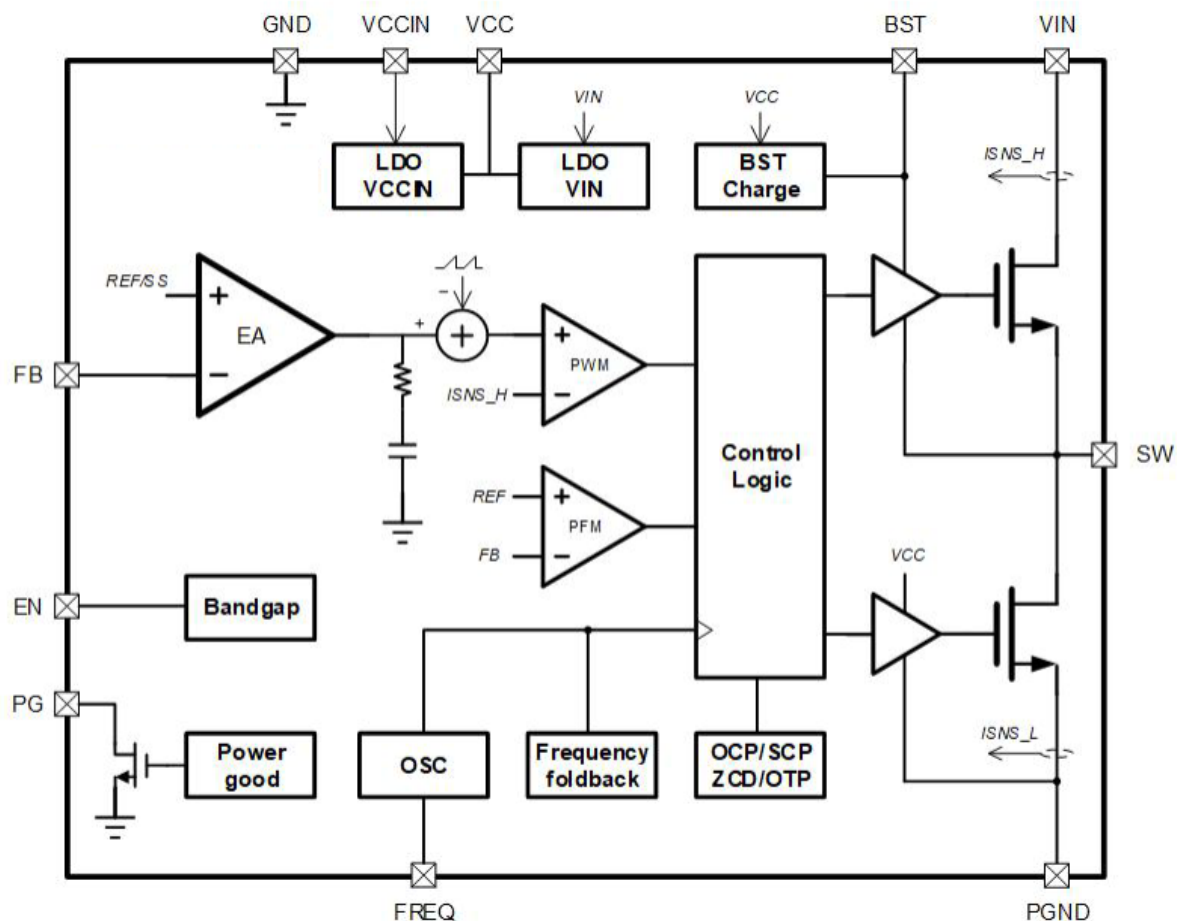 GND VCCIN VCC BST VIN
VIN VCC
LDO
VCCIN
LDO
VIN
BST
Charge
ISNS_H
REF/SS
+
EA
−
FB
−
+
+
+
PWM
ISNS_H
−
Control
Logic
SW
REF
+
PFM
FB
−
VCC
EN
Bandgap
PG
Power
good
OSC
Frequency
foldback
OCP/SCP
ZCD/OTP
ISNS_L
FREQ PGND